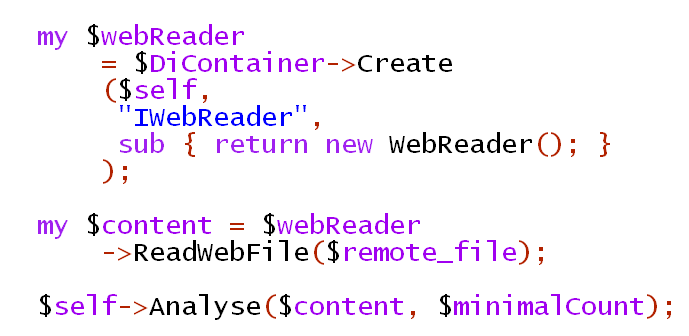 my $webReader
    = $DiContainer->Create
    ($self,
     "IWebReader",
     sub { return new WebReader(); }
    );

my $content = $webReader
    ->ReadWebFile($remote_file);

$self->Analyse($content, $minimalCount);